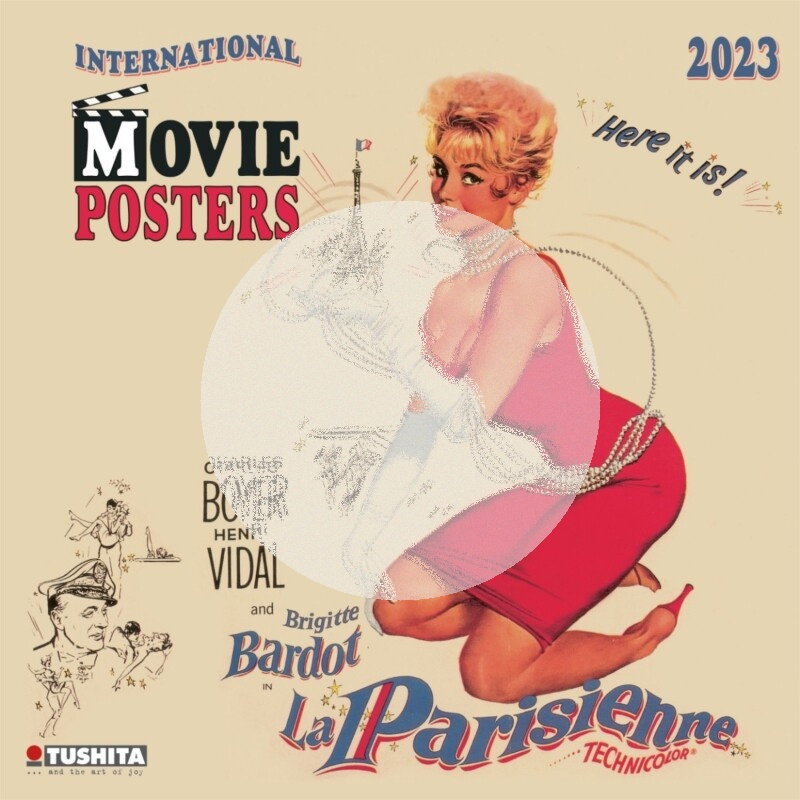 INTERNATIONAL
2023
MOVIE
POSTERS
Here it is!
BOYER
HENRI
VIDAL
and Brigitte
Bardot
IN
La Parisienne
TECHNICOLOR®
TUSHITA
... and the art of joy